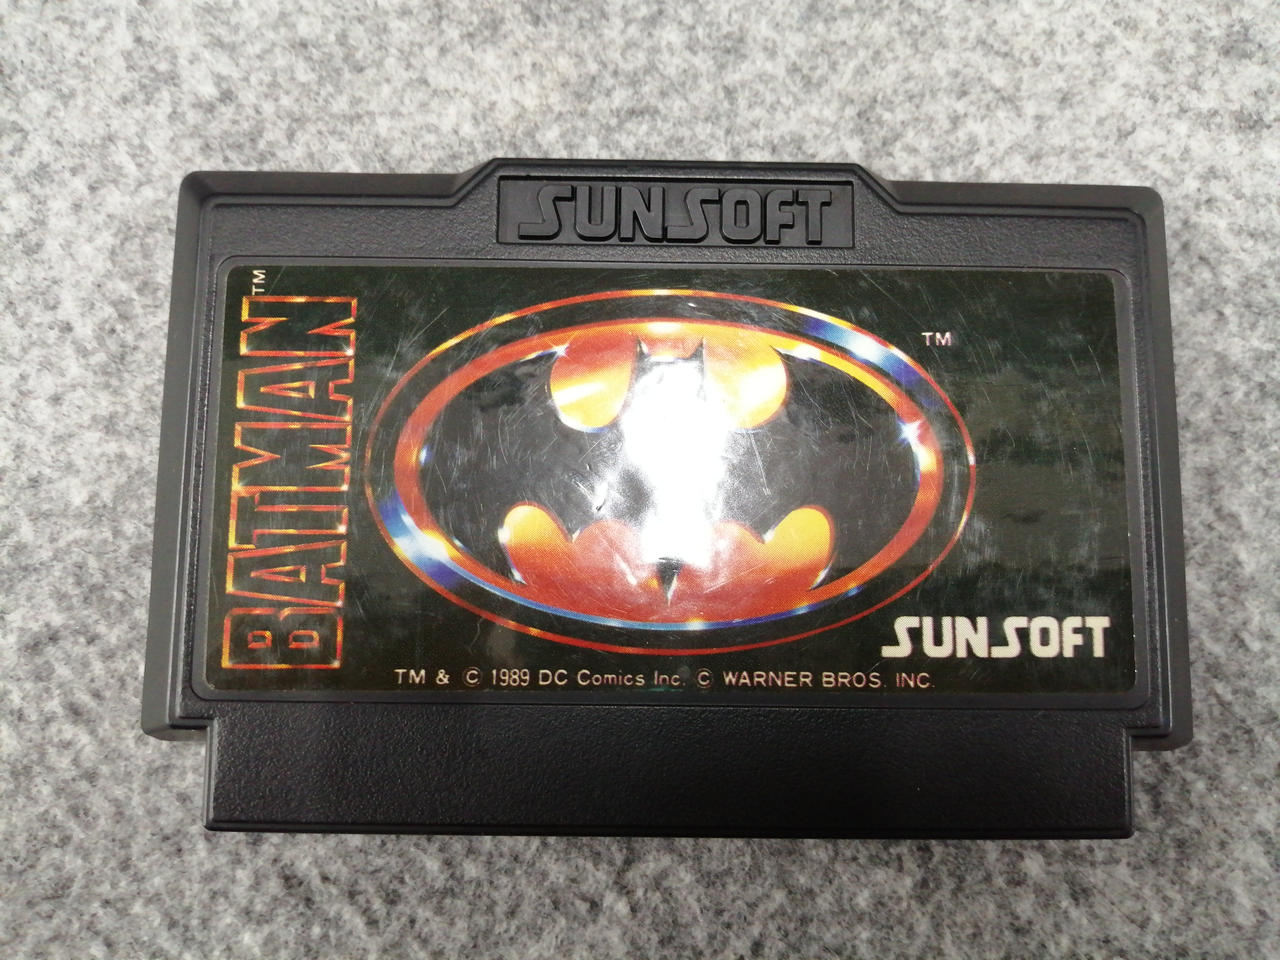 SUNSOFT
BATMAN™
TM
SUNSOFT
TM & © 1989 DC Comics Inc. © WARNER BROS. INC.